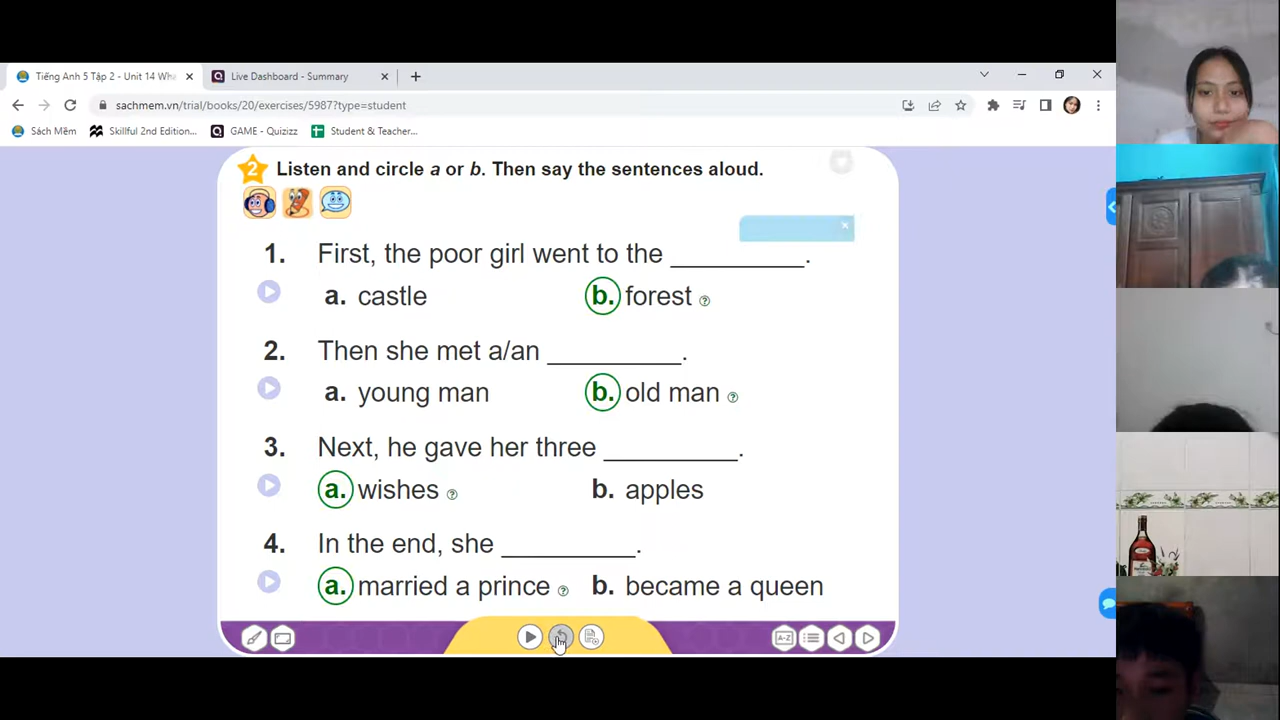 Tiếng Anh 5 Tập 2 - Unit 14 Wha
Live Dashboard - Summary
sachmem.vn/trial/books/20/exercises/5987?type=student
Sách Mềm
Skillful 2nd Edition...
GAME - Quizizz
Student & Teacher...
2 Listen and circle a or b. Then say the sentences aloud.
1. First, the poor girl went to the __________.
a. castle b. forest ?
2. Then she met a/an __________.
a. young man b. old man ?
3. Next, he gave her three __________.
a. wishes ? b. apples
4. In the end, she __________.
a. married a prince ? b. became a queen
A-Z